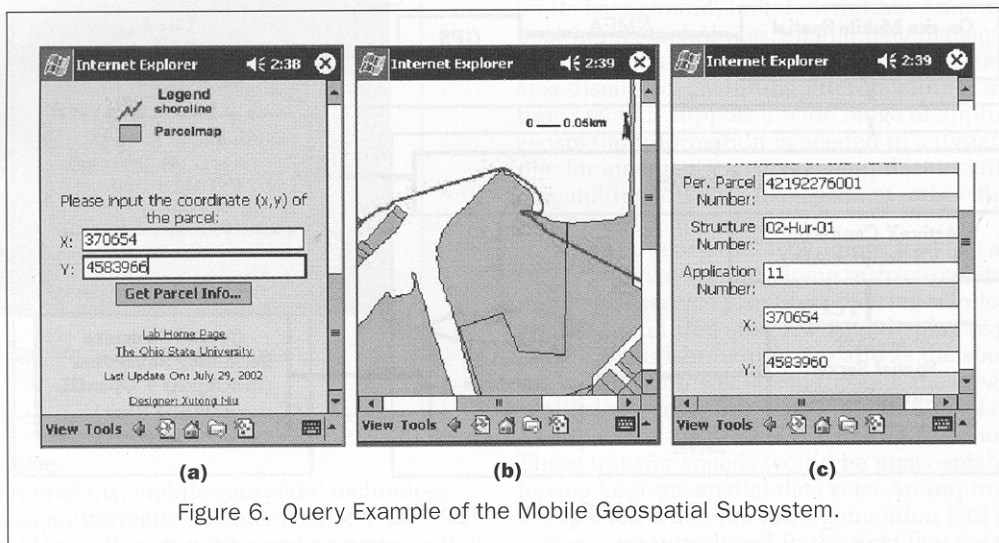 Internet Explorer 2:38
Legend
shoreline
Parcelmap
Please input the coordinate (x,y) of
the parcel:
X: 370654
Y: 4583966
Get Parcel Info...
Lab Home Page
The Ohio State University
Last Update On: July 29, 2002
Designer: Xutong Niu
View Tools
(a)
Internet Explorer 2:39
0 0.05km
View Tools
(b)
Internet Explorer 2:39
Per. Parcel Number: 42192276001
Structure Number: 02-Hur-01
Application Number: 11
X: 370654
Y: 4583960
View Tools
(c)
Figure 6. Query Example of the Mobile Geospatial Subsystem.